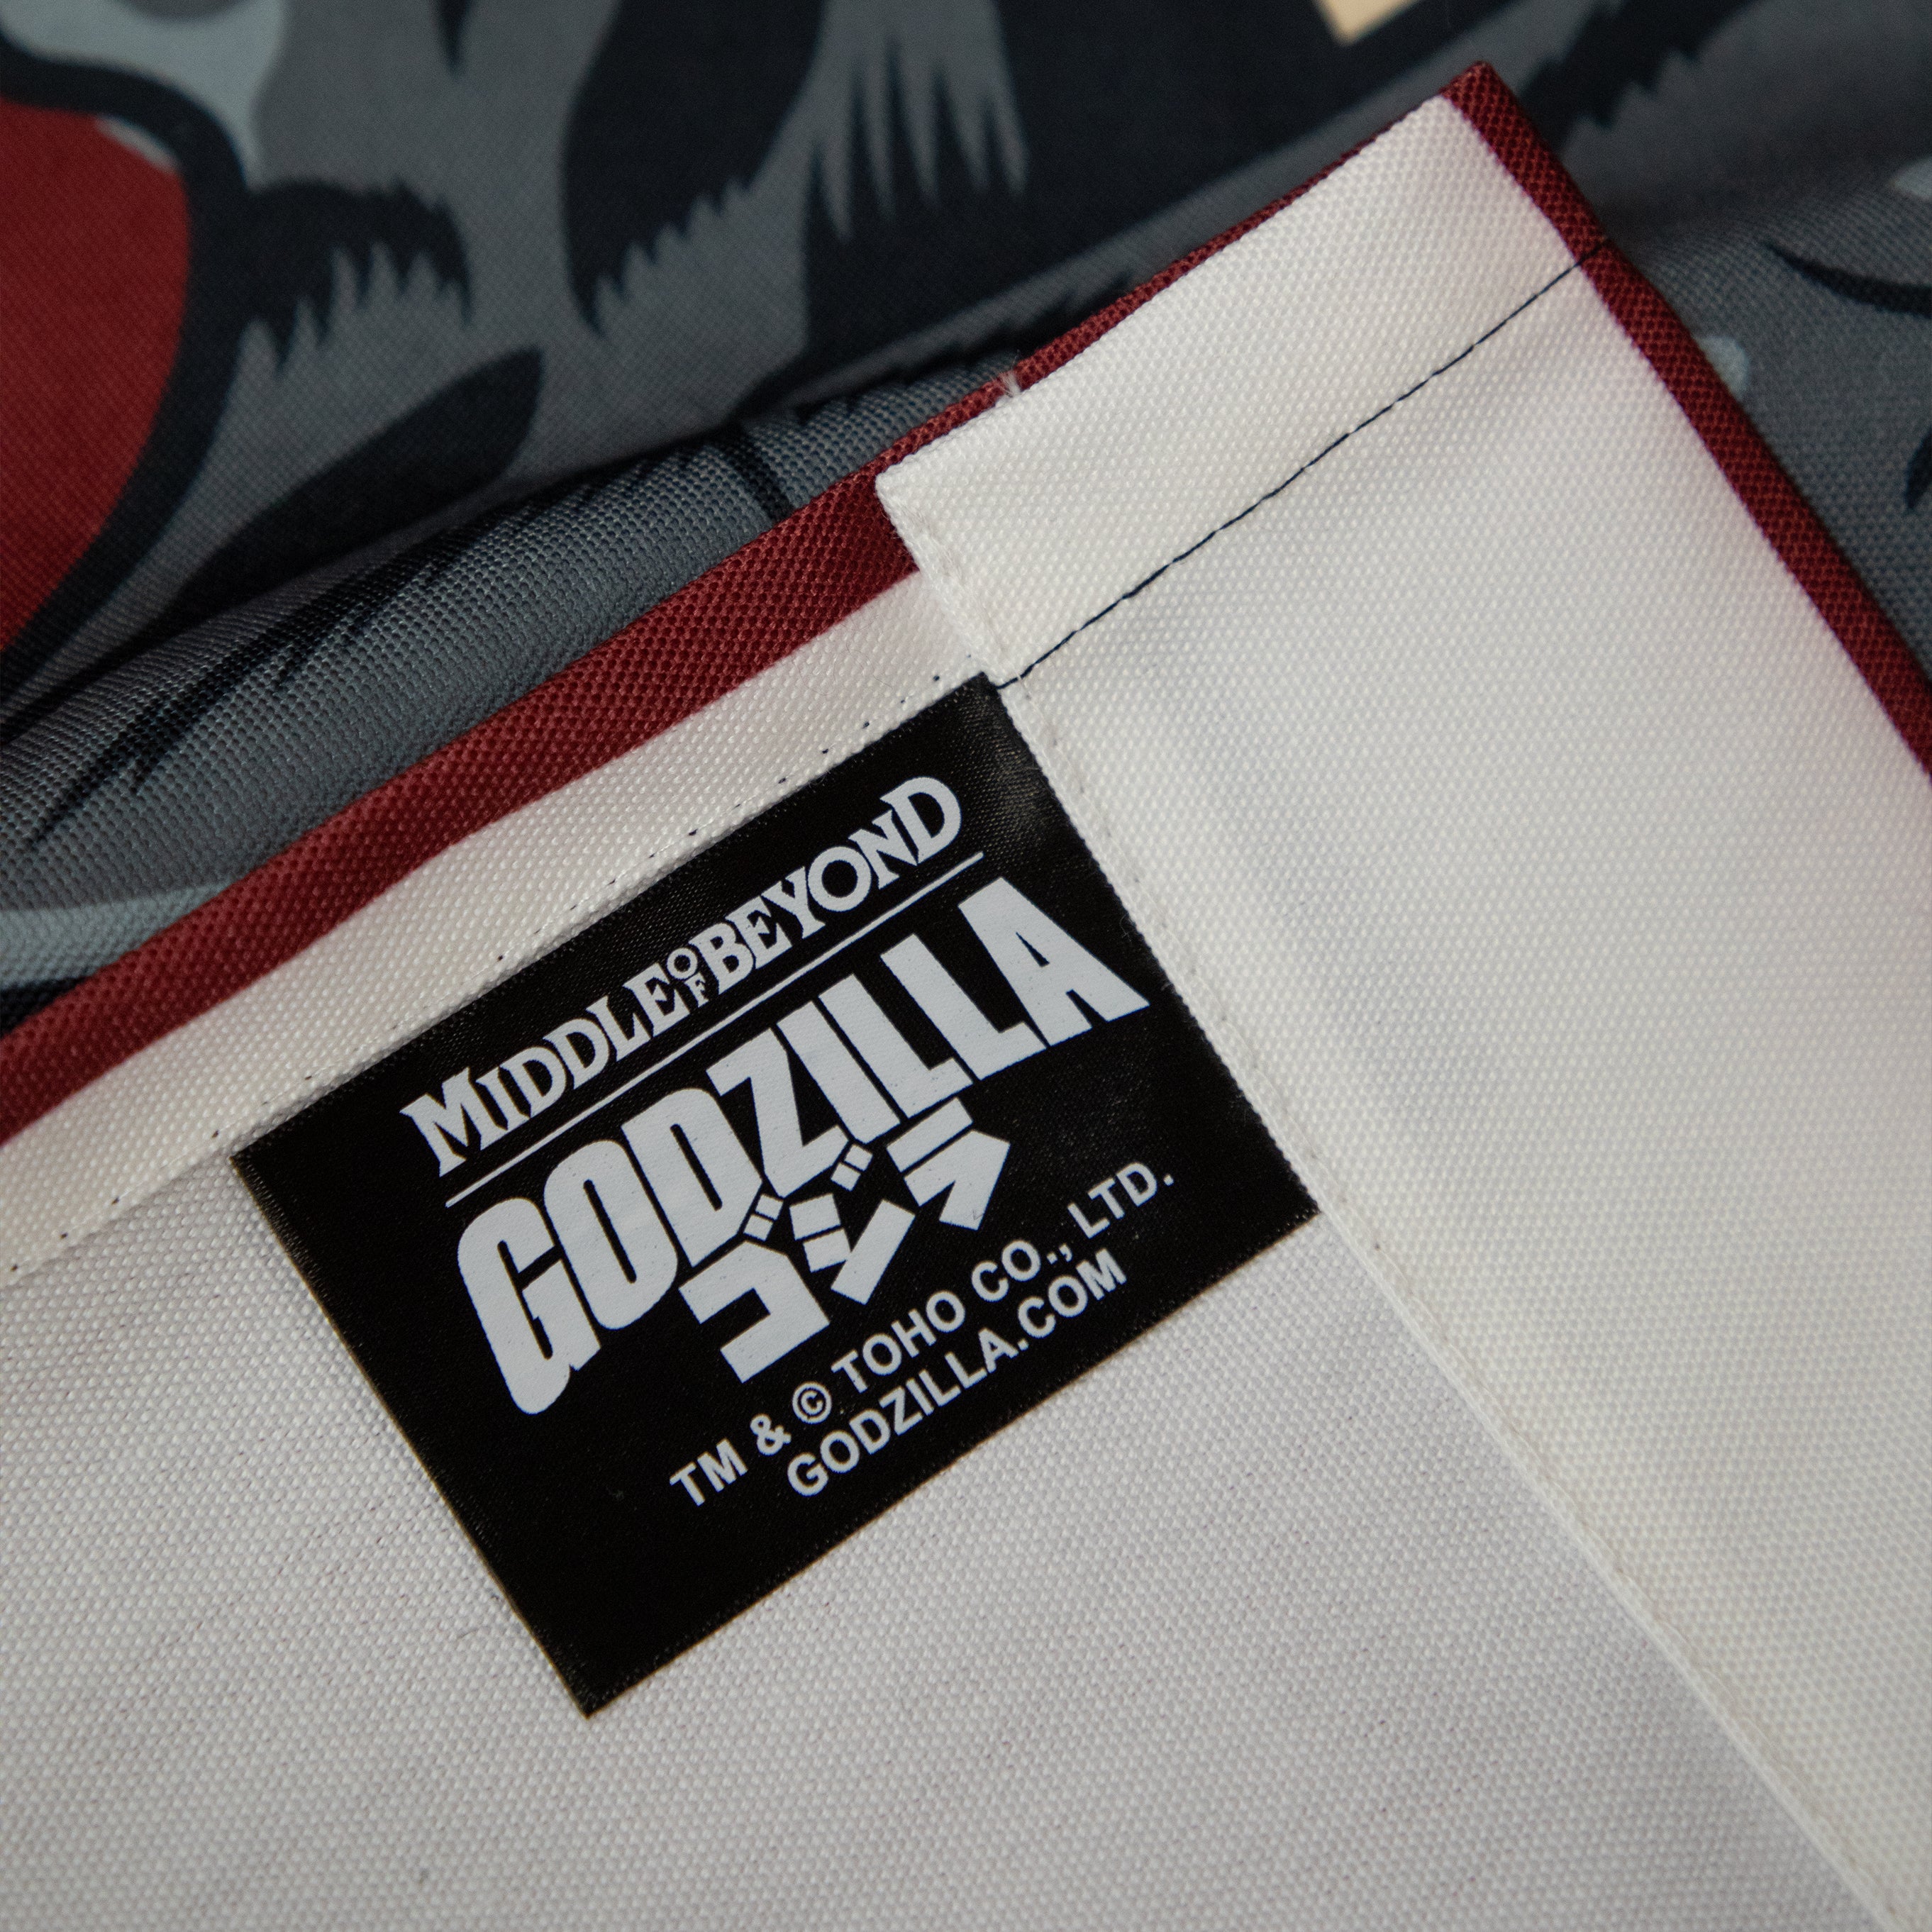 MIDDLE OF BEYOND
GODZILLA
ゴジラ
TM & © TOHO CO., LTD.
GODZILLA.COM